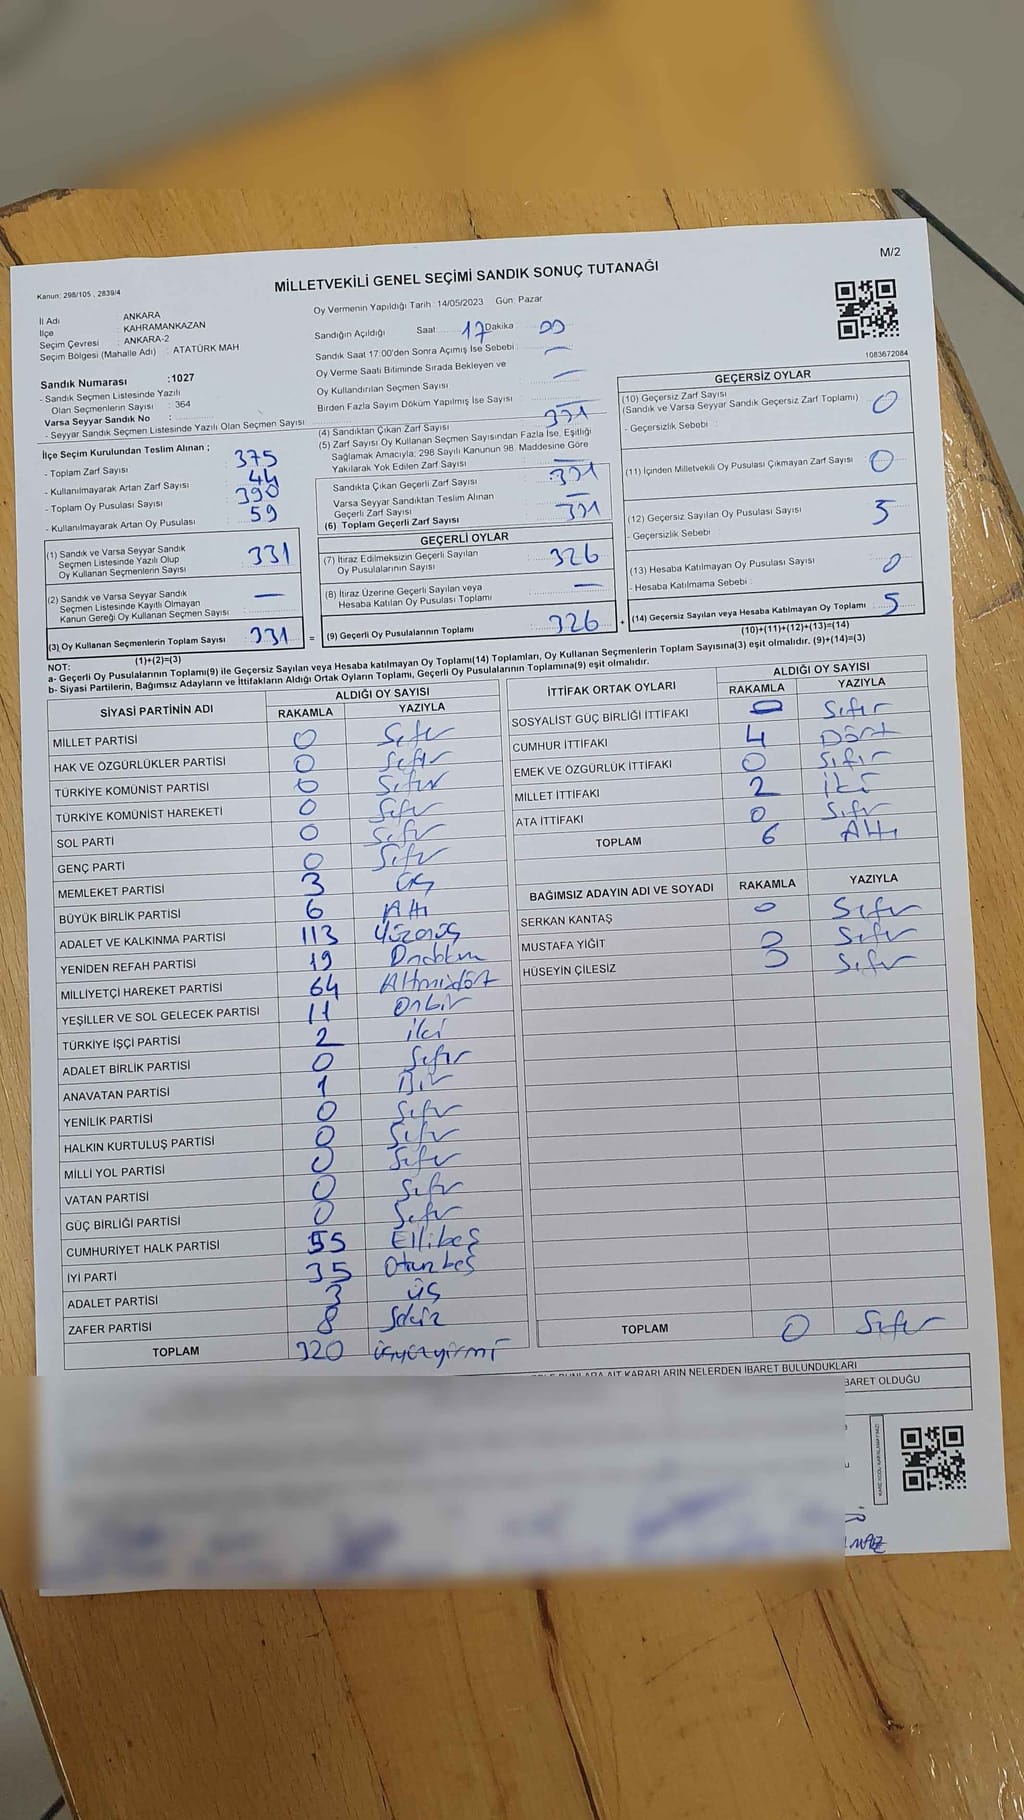 M/2
MİLLETVEKİLİ GENEL SEÇİMİ SANDIK SONUÇ TUTANAĞI
Kanun: 298/105 , 2839/4
İl Adı : ANKARA
İlçe : KAHRAMANKAZAN
Seçim Çevresi : ANKARA-2
Seçim Bölgesi (Mahalle Adı) : ATATÜRK MAH
Sandık Numarası :1027
- Sandık Seçmen Listesinde Yazılı
Olan Seçmenlerin Sayısı : 364
Varsa Seyyar Sandık No :
- Seyyar Sandık Seçmen Listesinde Yazılı Olan Seçmen Sayısı
Oy Vermenin Yapıldığı Tarih : 14/05/2023 Gün: Pazar
Sandığın Açıldığı Saat 17 Dakika : 00
Sandık Saat 17:00'den Sonra Açımış İse Sebebi : —
Oy Verme Saati Bitiminde Sırada Bekleyen ve
Oy Kullandırılan Seçmen Sayısı —
Birden Fazla Sayım Döküm Yapılmış İse Sayısı : —
1083672084
İlçe Seçim Kurulundan Teslim Alınan ;
- Toplam Zarf Sayısı : 375
- Kullanılmayarak Artan Zarf Sayısı : 44
- Toplam Oy Pusulası Sayısı : 390
- Kullanılmayarak Artan Oy Pusulası : 59
(1) Sandık ve Varsa Seyyar Sandık
Seçmen Listesinde Yazılı Olup
Oy Kullanan Seçmenlerin Sayısı : 331
(2) Sandık ve Varsa Seyyar Sandık
Seçmen Listesinde Kayıtlı Olmayan
Kanun Gereği Oy Kullanan Seçmen Sayısı : —
(3) Oy Kullanan Seçmenlerin Toplam Sayısı : 331 =
(1)+(2)=(3)
(4) Sandıktan Çıkan Zarf Sayısı : 331
(5) Zarf Sayısı Oy Kullanan Seçmen Sayısından Fazla İse, Eşitliği
Sağlamak Amacıyla; 298 Sayılı Kanunun 98. Maddesine Göre
Yakılarak Yok Edilen Zarf Sayısı : —
Sandıkta Çıkan Geçerli Zarf Sayısı : 331
Varsa Seyyar Sandıktan Teslim Alınan
Geçerli Zarf Sayısı : —
(6) Toplam Geçerli Zarf Sayısı : 331
GEÇERLİ OYLAR
(7) İtiraz Edilmeksizin Geçerli Sayılan
Oy Pusulalarının Sayısı : 326
(8) İtiraz Üzerine Geçerli Sayılan veya
Hesaba Katılan Oy Pusulası Toplamı : —
(9) Geçerli Oy Pusulalarının Toplamı : 326 +
GEÇERSİZ OYLAR
(10) Geçersiz Zarf Sayısı
(Sandık ve Varsa Seyyar Sandık Geçersiz Zarf Toplamı) : 0
- Geçersizlik Sebebi :
(11) İçinden Milletvekili Oy Pusulası Çıkmayan Zarf Sayısı : 0
(12) Geçersiz Sayılan Oy Pusulası Sayısı : 5
- Geçersizlik Sebebi :
(13) Hesaba Katılmayan Oy Pusulası Sayısı : 0
- Hesaba Katılmama Sebebi :
(14) Geçersiz Sayılan veya Hesaba Katılmayan Oy Toplamı : 5
(10)+(11)+(12)+(13)=(14)
NOT:
a- Geçerli Oy Pusulalarının Toplamı(9) ile Geçersiz Sayılan veya Hesaba katılmayan Oy Toplamı(14) Toplamları, Oy Kullanan Seçmenlerin Toplam Sayısına(3) eşit olmalıdır. (9)+(14)=(3)
b- Siyasi Partilerin, Bağımsız Adayların ve İttifakların Aldığı Ortak Oyların Toplamı, Geçerli Oy Pusulalarının Toplamına(9) eşit olmalıdır.
SİYASİ PARTİNİN ADI ALDIĞI OY SAYISI
RAKAMLA YAZIYLA
MİLLET PARTİSİ 0 Sıfır
HAK VE ÖZGÜRLÜKLER PARTİSİ 0 Sıfır
TÜRKİYE KOMÜNİST PARTİSİ 0 Sıfır
TÜRKİYE KOMÜNİST HAREKETİ 0 Sıfır
SOL PARTİ 0 Sıfır
GENÇ PARTİ 0 Sıfır
MEMLEKET PARTİSİ 3 üç
BÜYÜK BİRLİK PARTİSİ 6 Altı
ADALET VE KALKINMA PARTİSİ 113 Yüzonüç
YENİDEN REFAH PARTİSİ 19
MİLLİYETÇİ HAREKET PARTİSİ 64 Altmışdört
YEŞİLLER VE SOL GELECEK PARTİSİ 11 Onbir
TÜRKİYE İŞÇİ PARTİSİ 2 iki
ADALET BİRLİK PARTİSİ 0 Sıfır
ANAVATAN PARTİSİ 1 Bir
YENİLİK PARTİSİ 0 Sıfır
HALKIN KURTULUŞ PARTİSİ 0 Sıfır
MİLLİ YOL PARTİSİ 0 Sıfır
VATAN PARTİSİ 0 Sıfır
GÜÇ BİRLİĞİ PARTİSİ 0 Sıfır
CUMHURİYET HALK PARTİSİ 55 Ellibeş
İYİ PARTİ 35 Otuzbeş
ADALET PARTİSİ 3 üç
ZAFER PARTİSİ 8 Sekiz
TOPLAM 320 üçyüzyirmi
İTTİFAK ORTAK OYLARI ALDIĞI OY SAYISI
RAKAMLA YAZIYLA
SOSYALİST GÜÇ BİRLİĞİ İTTİFAKI 0 Sıfır
CUMHUR İTTİFAKI 4 Dört
EMEK VE ÖZGÜRLÜK İTTİFAKI 0 Sıfır
MİLLET İTTİFAKI 2 İki
ATA İTTİFAKI 0 Sıfır
TOPLAM 6 Altı
BAĞIMSIZ ADAYIN ADI VE SOYADI RAKAMLA YAZIYLA
SERKAN KANTAŞ 0 Sıfır
MUSTAFA YİĞİT 0 Sıfır
HÜSEYİN ÇİLESİZ 0 Sıfır
TOPLAM 0 Sıfır
KARARLARIN NELERDEN İBARET BULUNDUKLARI
BARET OLDUĞU